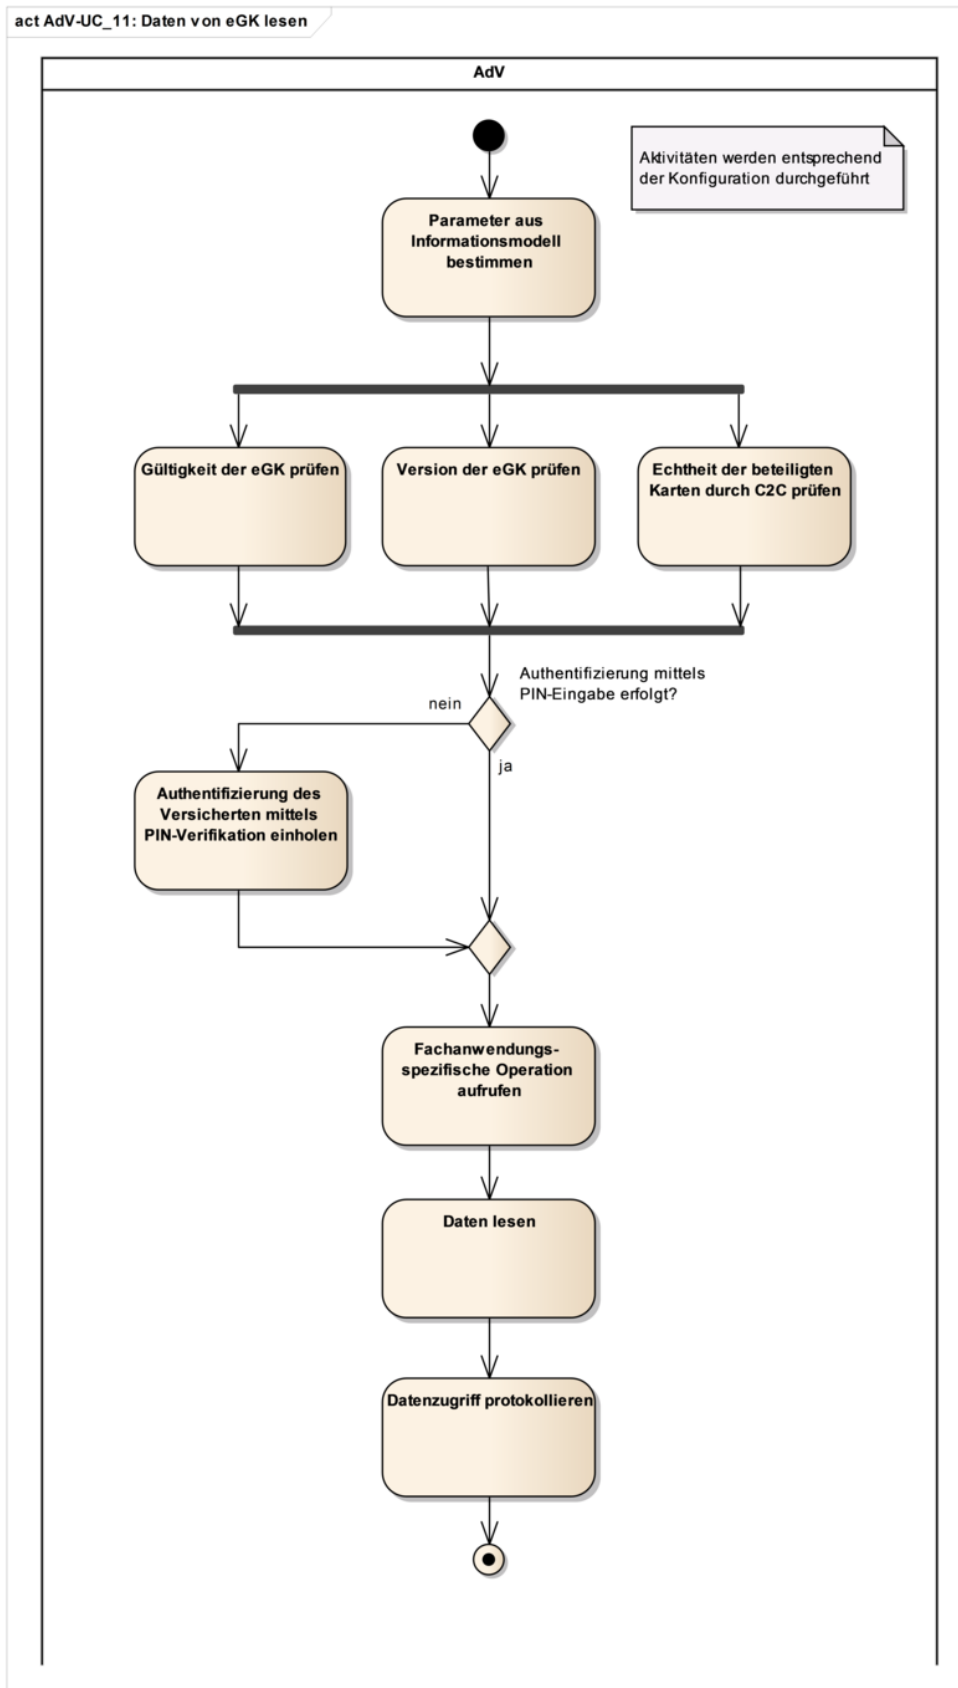 act AdV-UC_11: Daten von eGK lesen
AdV
Aktivitäten werden entsprechend
der Konfiguration durchgeführt
Parameter aus
Informationsmodell
bestimmen
Gültigkeit der eGK prüfen
Version der eGK prüfen
Echtheit der beteiligten
Karten durch C2C prüfen
Authentifizierung mittels
PIN-Eingabe erfolgt?
nein
ja
Authentifizierung des
Versicherten mittels
PIN-Verifikation einholen
Fachanwendungs-
spezifische Operation
aufrufen
Daten lesen
Datenzugriff protokollieren